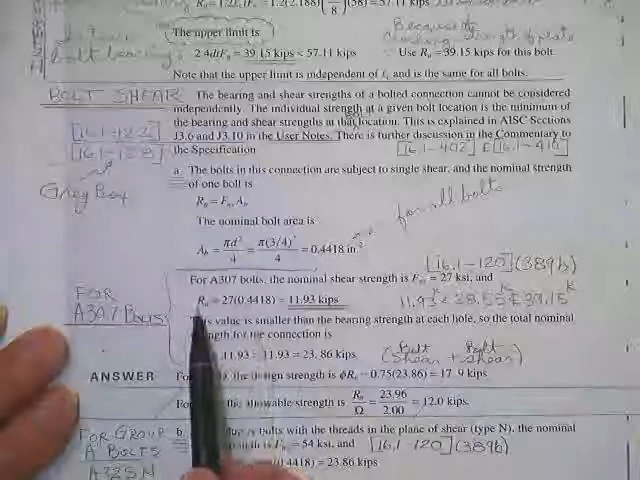 The upper limit is
Bolt bearing: 2.4dtFu = 39.15 kips < 57.11 kips ∴ Use Rn = 39.15 kips for this bolt.
Note that the upper limit is independent of ℓc and is the same for all bolts.
BOLT SHEAR The bearing and shear strengths of a bolted connection cannot be considered
independently. The individual strength at a given bolt location is the minimum of
the bearing and shear strengths at that location. This is explained in AISC Sections
[16.1-122] J3.6 and J3.10 in the User Notes. There is further discussion in the Commentary to
[16.1-128] the Specification [16.1-402] & [16.1-410]
Grey Box
a. The bolts in this connection are subject to single shear, and the nominal strength
of one bolt is
Rn = Fnv Ab
for all bolts
The nominal bolt area is
Ab = πd²/4 = π(3/4)²/4 = 0.4418 in.²
[16.1-120] (389b)
For A307 bolts, the nominal shear strength is Fnv = 27 ksi, and
FOR Rn = 27(0.4418) = 11.93 kips 11.93 < 28.55 & 39.15 K
A307 BOLTS
This value is smaller than the bearing strength at each hole, so the total nominal
strength for the connection is
11.93 + 11.93 = 23.86 kips (Bolt Shear + Bolt Shear)
ANSWER the design strength is ϕRn = 0.75(23.86) = 17.9 kips
the allowable strength is Rn/Ω = 23.96/2.00 = 12.0 kips.
FOR GROUP b. bolts with the threads in the plane of shear (type N), the nominal
A BOLTS Fnv = 54 ksi, and [16.1-120] (389b)
A325N (0.4418) = 23.86 kips